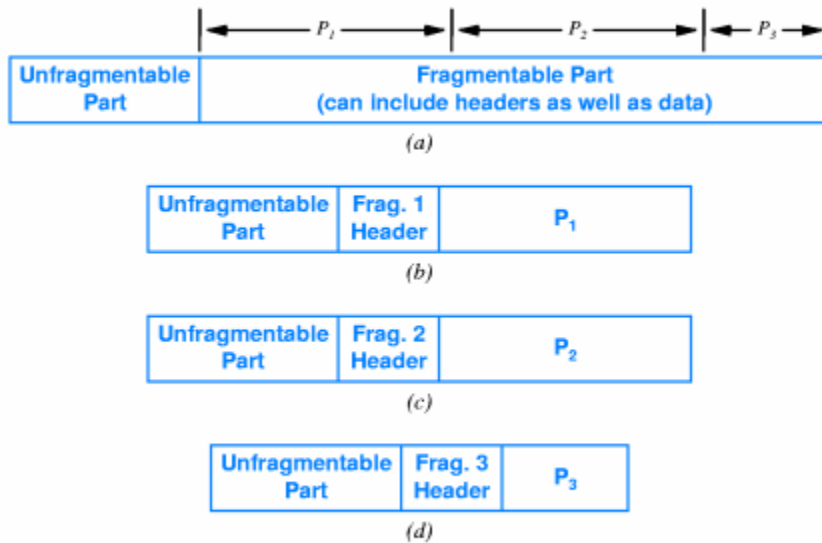 P1 P2 P3
Unfragmentable Part
Fragmentable Part
(can include headers as well as data)
(a)
Unfragmentable Part
Frag. 1 Header
P1
(b)
Unfragmentable Part
Frag. 2 Header
P2
(c)
Unfragmentable Part
Frag. 3 Header
P3
(d)